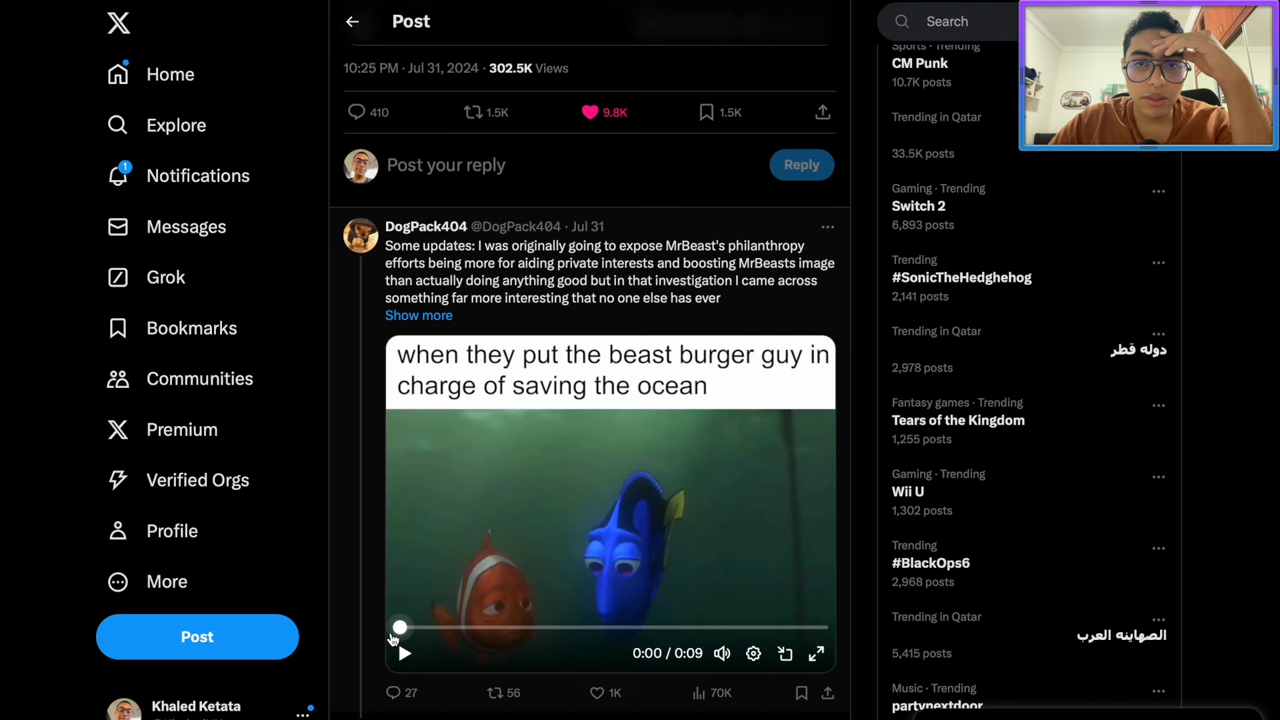 Home
Explore
1
Notifications
Messages
Grok
Bookmarks
Communities
Premium
Verified Orgs
Profile
More
Post
Khaled Ketata
Post
10:25 PM · Jul 31, 2024 · 302.5K Views
410
1.5K
9.8K
1.5K
Post your reply
Reply
DogPack404 @DogPack404 · Jul 31
Some updates: I was originally going to expose MrBeast's philanthropy
efforts being more for aiding private interests and boosting MrBeasts image
than actually doing anything good but in that investigation I came across
something far more interesting that no one else has ever
Show more
when they put the beast burger guy in
charge of saving the ocean
0:00 / 0:09
27
56
1K
70K
Search
Sports · Trending
CM Punk
10.7K posts
Trending in Qatar
33.5K posts
Gaming · Trending
Switch 2
6,893 posts
Trending
#SonicTheHedghehog
2,141 posts
Trending in Qatar
دوله قطر
2,978 posts
Fantasy games · Trending
Tears of the Kingdom
1,255 posts
Gaming · Trending
Wii U
1,302 posts
Trending
#BlackOps6
2,968 posts
Trending in Qatar
الصهاينه العرب
5,415 posts
Music · Trending
partynextdoor